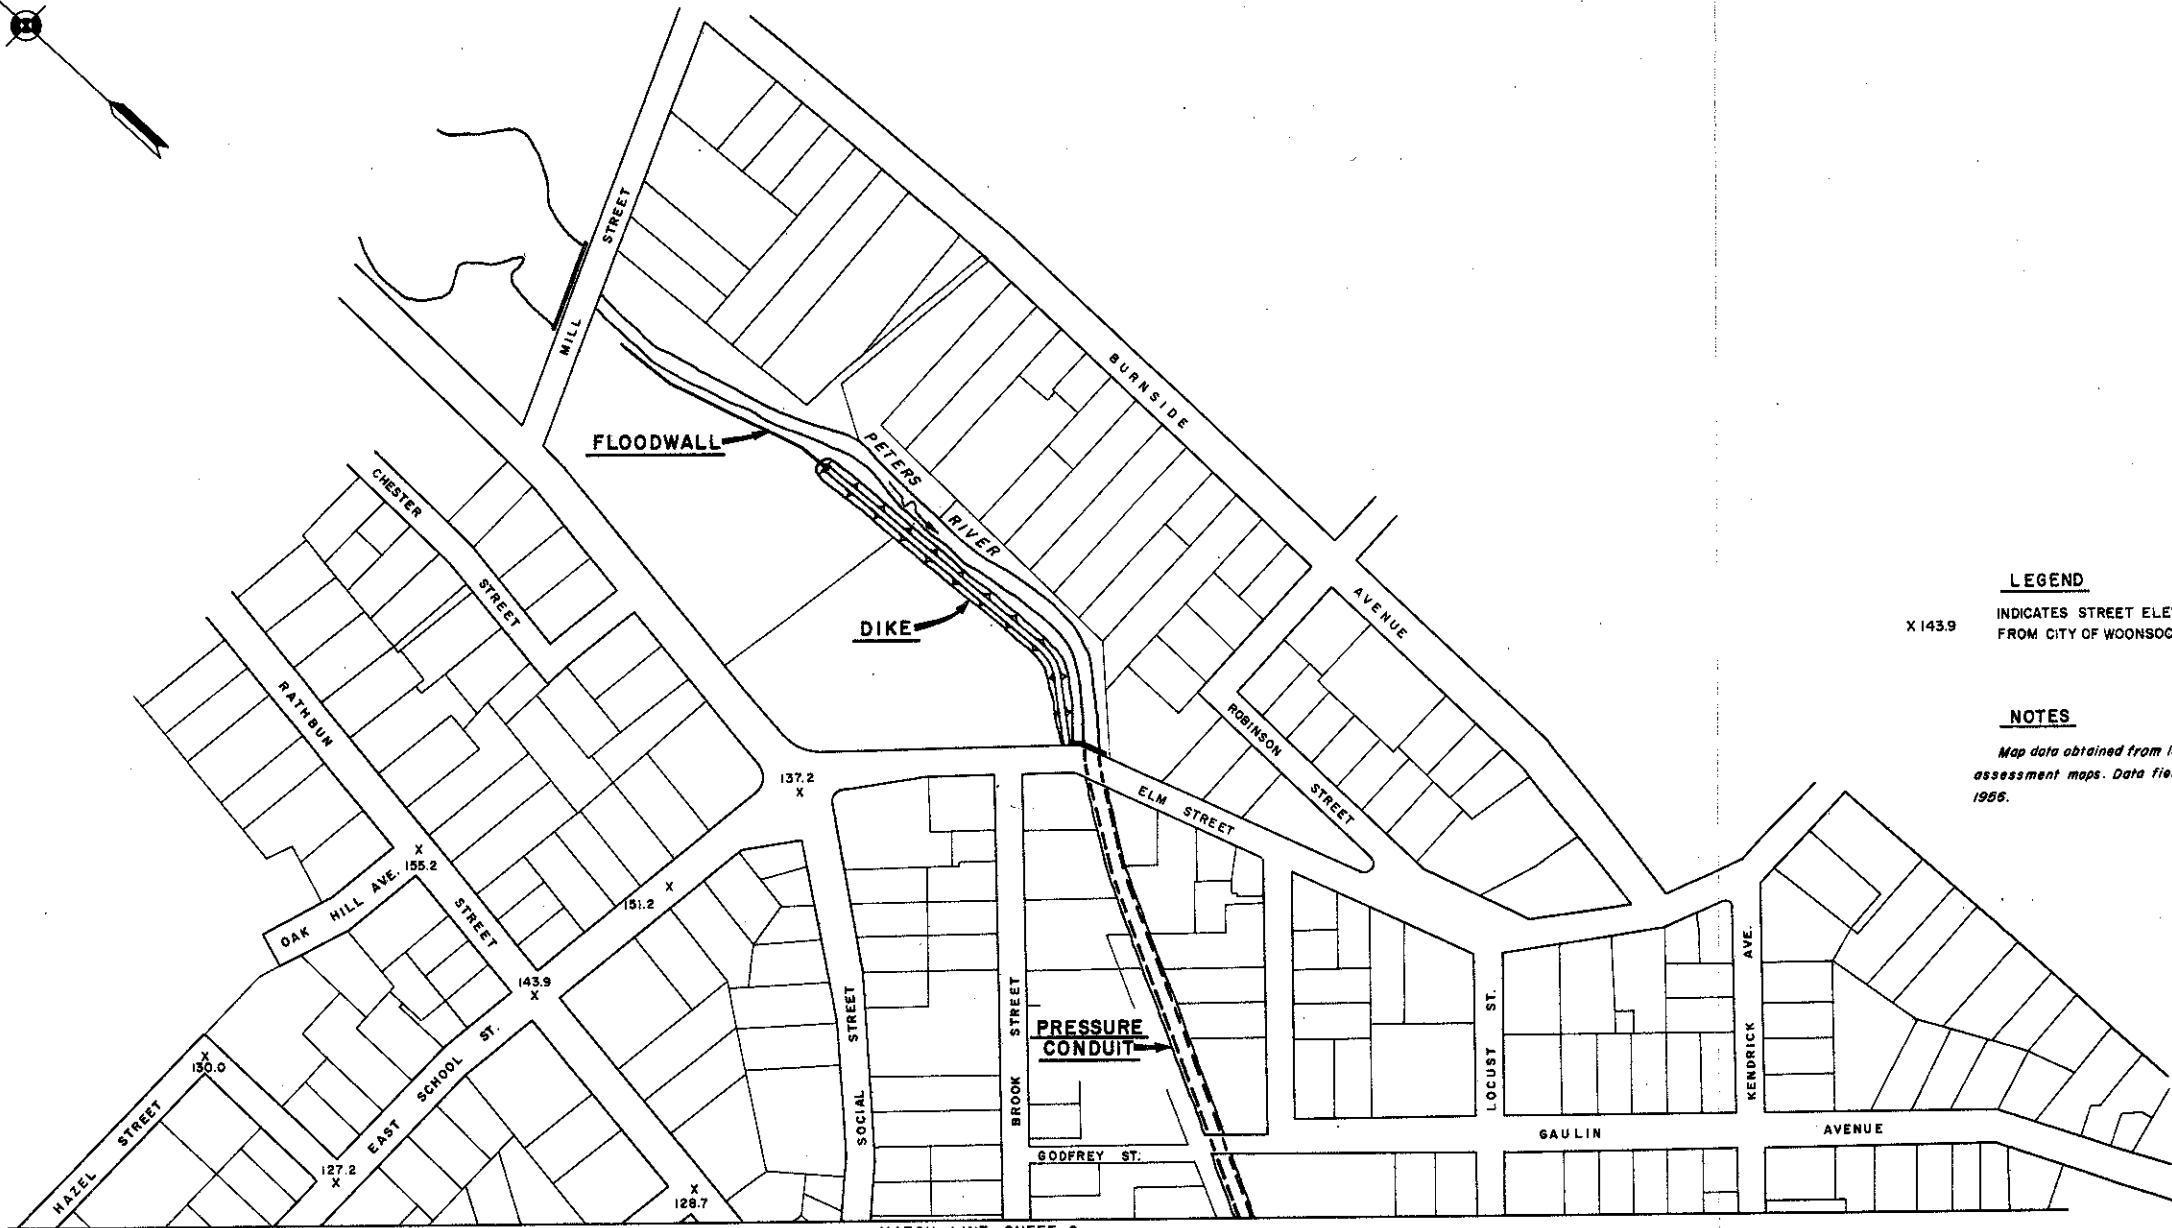 MILL STREET
BURNSIDE AVENUE
FLOODWALL
PETERS RIVER
CHESTER STREET
DIKE
LEGEND
X 143.9
INDICATES STREET
FROM CITY OF
NOTES
Map data obtained from
assessment maps. Data
1956.
RATHBUN STREET
ROBINSON STREET
137.2
X
ELM STREET
X
155.2
OAK HILL AVE.
X
151.2
143.9
X
SOCIAL STREET
BROOK STREET
PRESSURE
CONDUIT
LOCUST ST.
KENDRICK AVE.
X
130.0
EAST SCHOOL ST.
HAZEL STREET
GAULIN AVENUE
GODFREY ST.
127.2
X
X
128.7